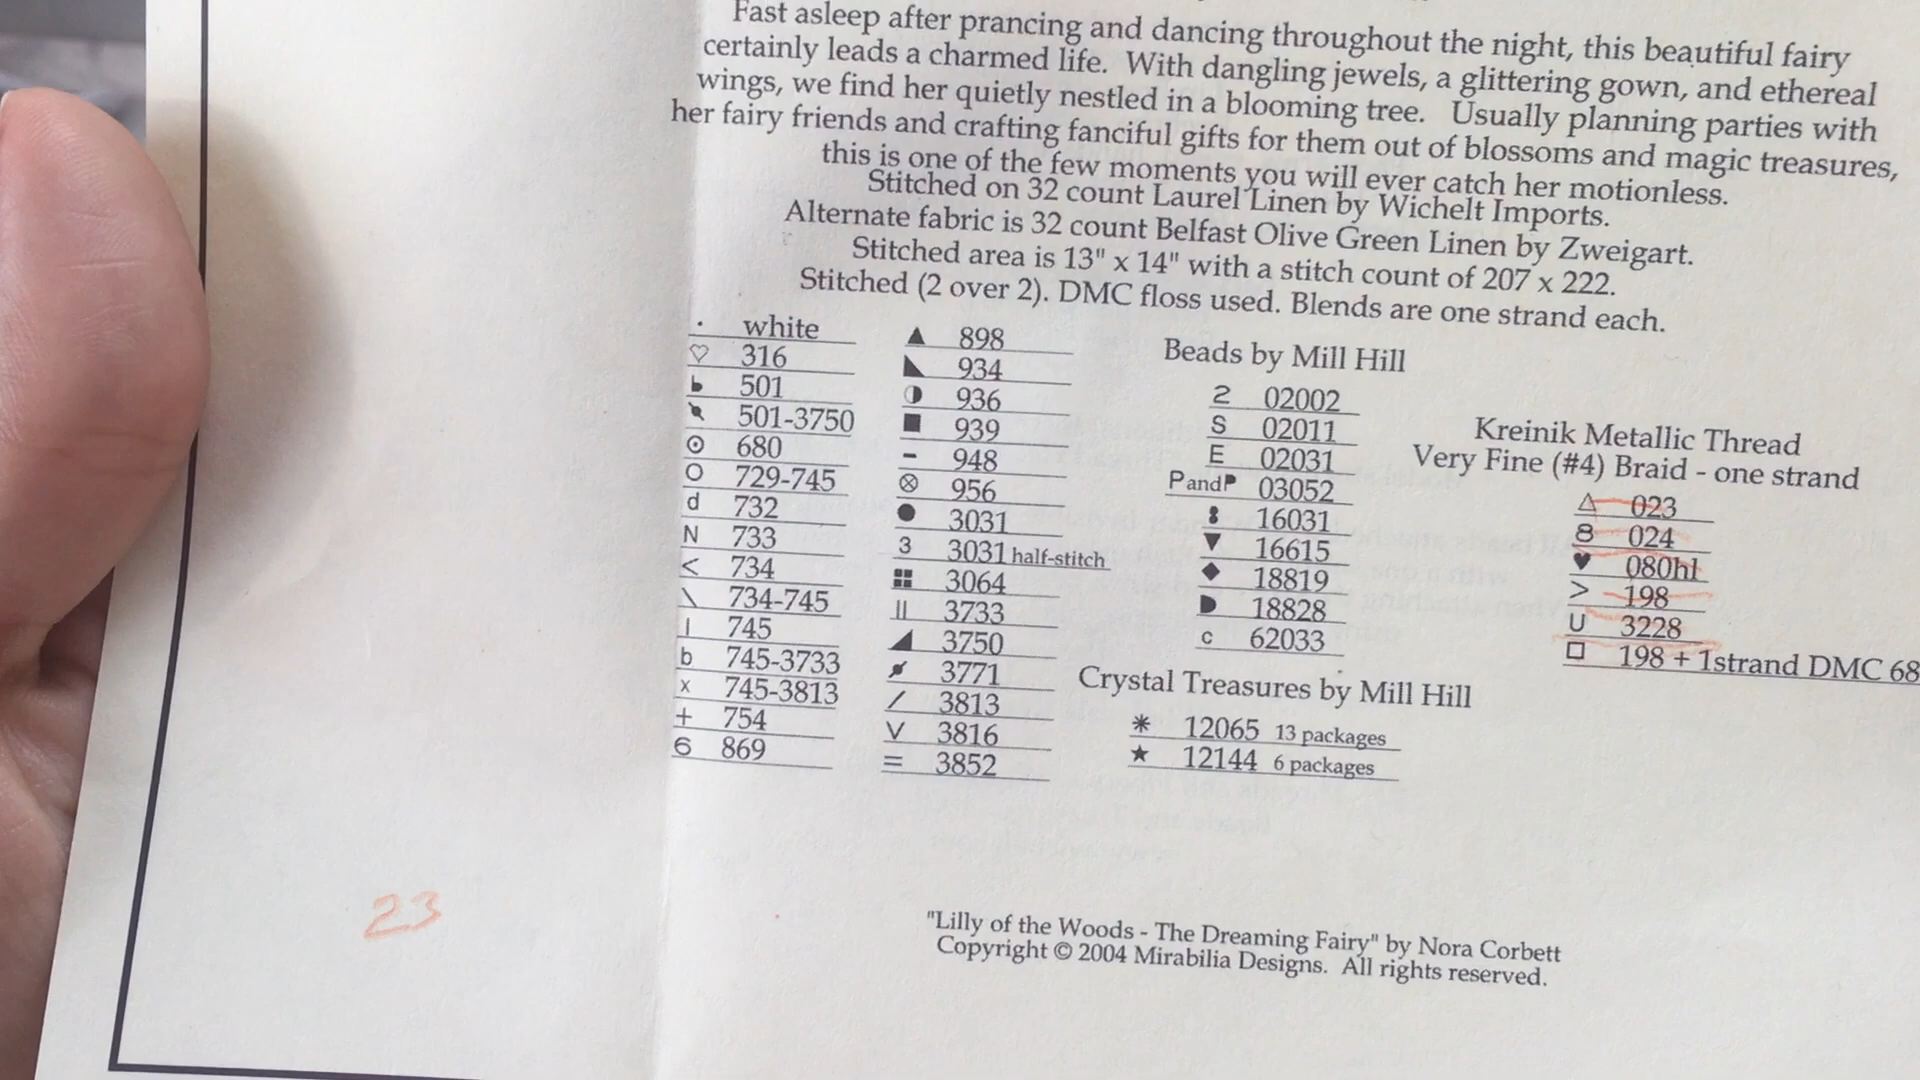 Fast asleep after prancing and dancing throughout the night, this beautiful fairy
certainly leads a charmed life. With dangling jewels, a glittering gown, and ethereal
wings, we find her quietly nestled in a blooming tree. Usually planning parties with
her fairy friends and crafting fanciful gifts for them out of blossoms and magic treasures,
this is one of the few moments you will ever catch her motionless.
Stitched on 32 count Laurel Linen by Wichelt Imports.
Alternate fabric is 32 count Belfast Olive Green Linen by Zweigart.
Stitched area is 13" x 14" with a stitch count of 207 x 222.
Stitched (2 over 2). DMC floss used. Blends are one strand each.
· white
♡ 316
501
501-3750
⊙ 680
O 729-745
d 732
N 733
< 734
\ 734-745
| 745
b 745-3733
x 745-3813
+ 754
6 869
▲ 898
◣ 934
◑ 936
■ 939
- 948
⊗ 956
● 3031
3 3031 half-stitch
3064
|| 3733
◢ 3750
3771
/ 3813
V 3816
= 3852
Beads by Mill Hill
2 02002
S 02011
E 02031
P and P 03052
16031
▼ 16615
◆ 18819
◗ 18828
c 62033
Crystal Treasures by Mill Hill
* 12065 13 packages
★ 12144 6 packages
Kreinik Metallic Thread
Very Fine (#4) Braid - one strand
△ 023
8 024
♥ 080hl
> 198
U 3228
□ 198 + 1strand DMC 68
23
"Lilly of the Woods - The Dreaming Fairy" by Nora Corbett
Copyright © 2004 Mirabilia Designs. All rights reserved.